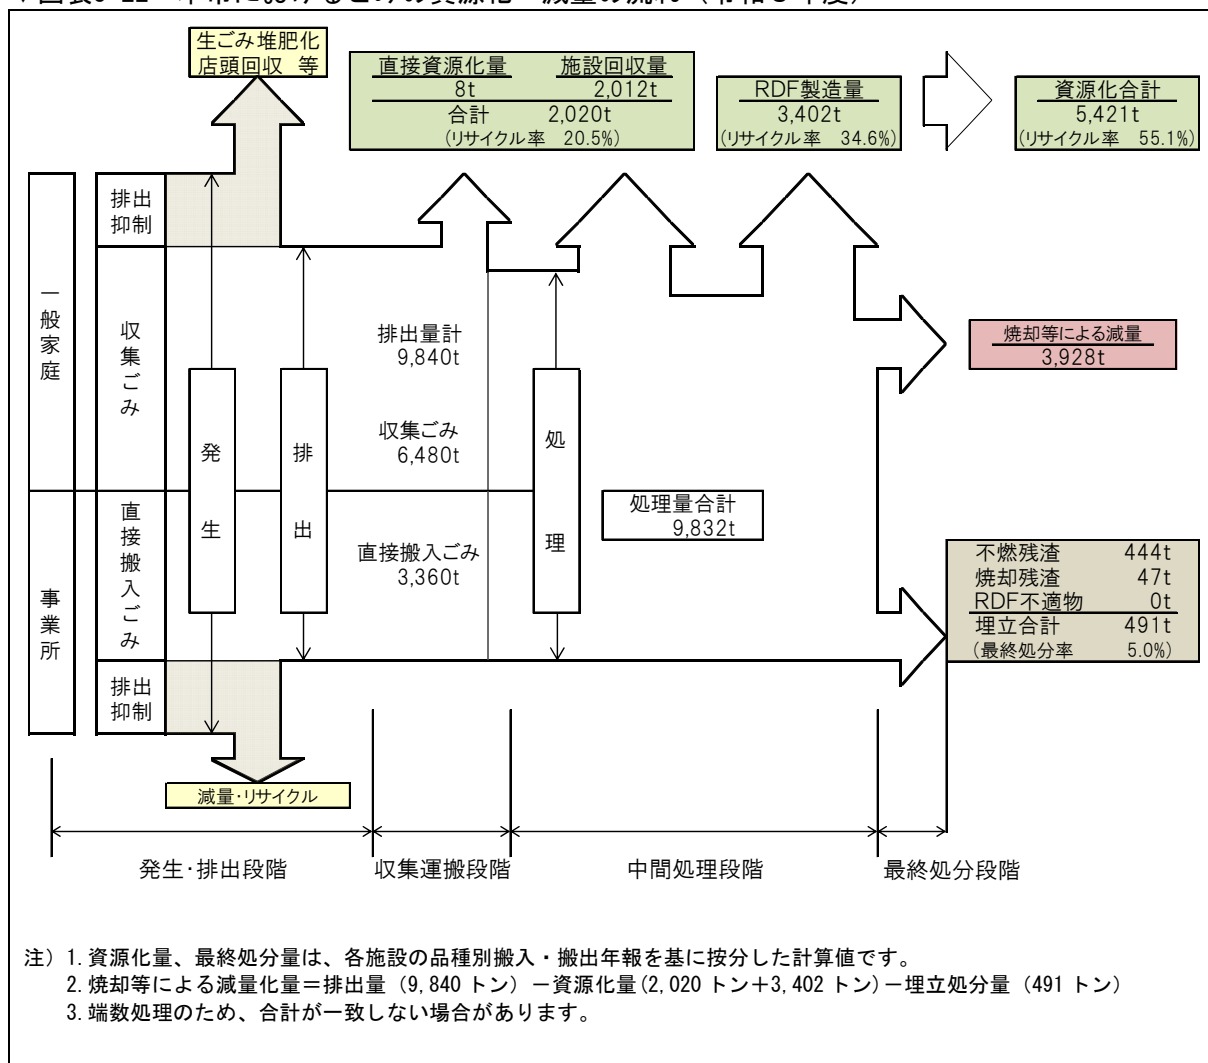 生ごみ堆肥化
店頭回収 等
直接資源化量 施設回収量
8t 2,012t
合計 2,020t
(リサイクル率 20.5%)
RDF製造量
3,402t
(リサイクル率 34.6%)
資源化合計
5,421t
(リサイクル率 55.1%)
一般家庭
事業所
排出
抑制
収集ごみ
直接搬入ごみ
排出
抑制
発生
排出
排出量計
9,840t
収集ごみ
6,480t
直接搬入ごみ
3,360t
処理
処理量合計
9,832t
焼却等による減量
3,928t
不燃残渣 444t
焼却残渣 47t
RDF不適物 0t
埋立合計 491t
(最終処分率 5.0%)
減量・リサイクル
発生・排出段階 収集運搬段階 中間処理段階 最終処分段階
注) 1.資源化量、最終処分量は、各施設の品種別搬入・搬出年報を基に按分した計算値です。
2.焼却等による減量化量=排出量(9,840トン)-資源化量(2,020トン+3,402トン)-埋立処分量(491トン)
3.端数処理のため、合計が一致しない場合があります。